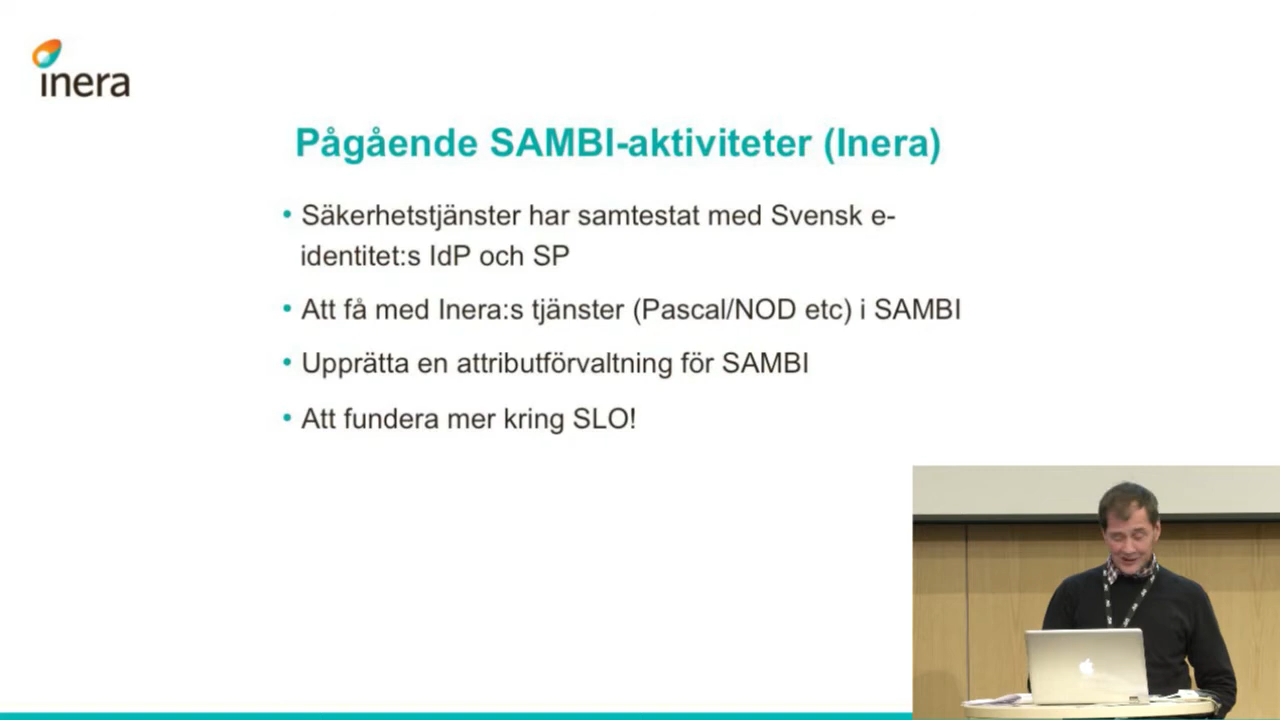 inera
Pågående SAMBI-aktiviteter (Inera)
• Säkerhetstjänster har samtestat med Svensk e-
identitet:s IdP och SP
• Att få med Inera:s tjänster (Pascal/NOD etc) i SAMBI
• Upprätta en attributförvaltning för SAMBI
• Att fundera mer kring SLO!